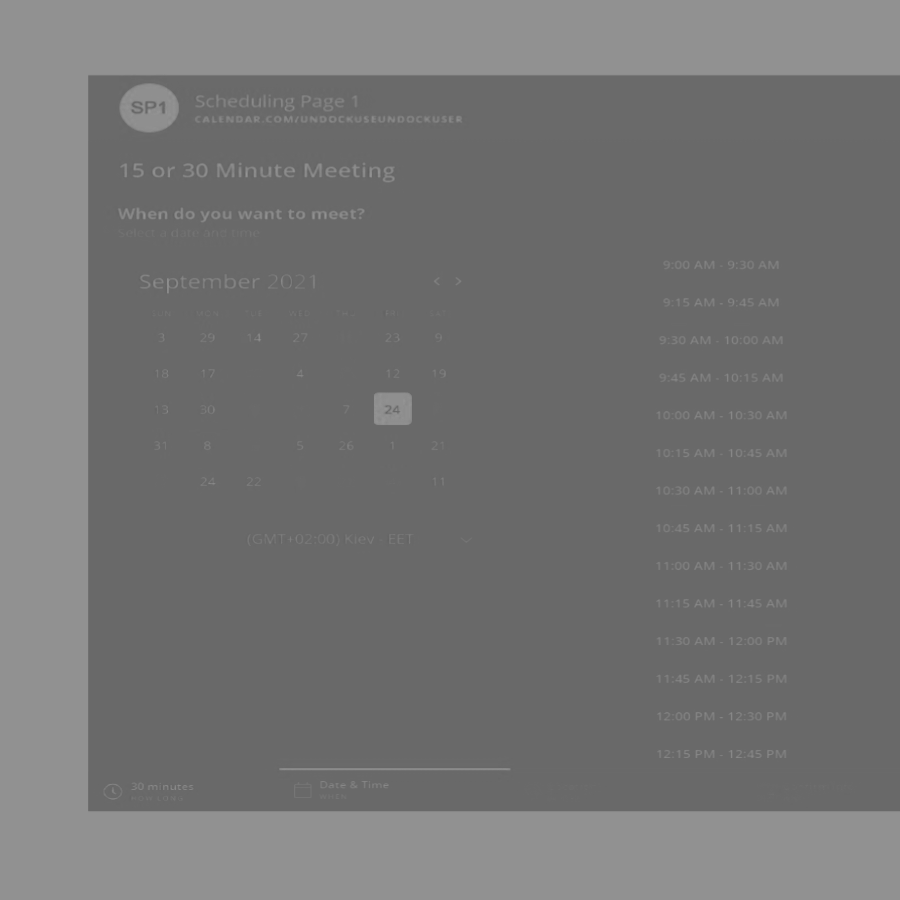 SP1
Scheduling Page 1
CALENDAR.COM/UNDDCKUSEUNDDCKUSER
15 or 30 Minute Meeting
When do you want to meet?
Select a date and time
September 2021
< >
SUN MON TUE WED THU FRI SAT
3 29 14 27 23 9
18 17 4 12 19
13 30 7 24
31 8 5 26 1 21
24 22 11
(GMT+02:00) Kiev - EET
9:00 AM - 9:30 AM
9:15 AM - 9:45 AM
9:30 AM - 10:00 AM
9:45 AM - 10:15 AM
10:00 AM - 10:30 AM
10:15 AM - 10:45 AM
10:30 AM - 11:00 AM
10:45 AM - 11:15 AM
11:00 AM - 11:30 AM
11:15 AM - 11:45 AM
11:30 AM - 12:00 PM
11:45 AM - 12:15 PM
12:00 PM - 12:30 PM
12:15 PM - 12:45 PM
30 minutes
HOW LONG
Date & Time
WHEN